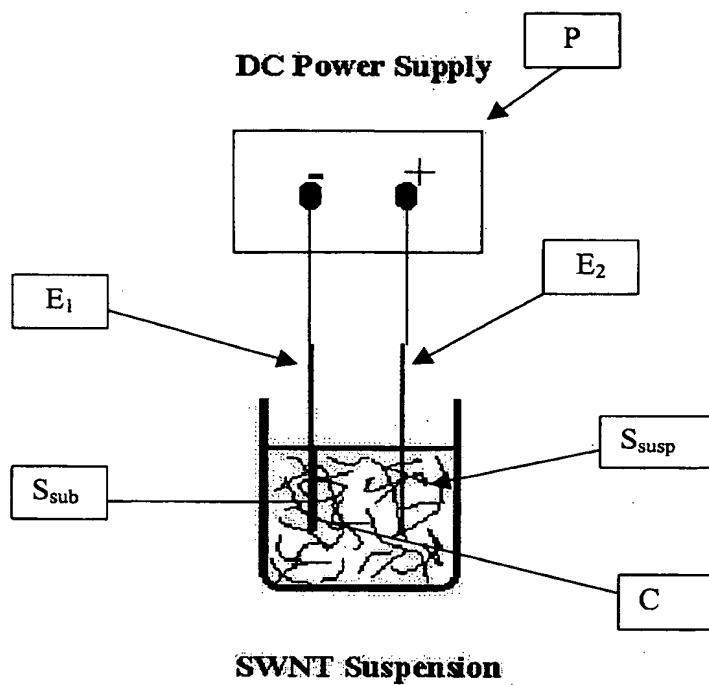 P
DC Power Supply
- +
E₁
E₂
Ssusp
Ssub
C
SWNT Suspension